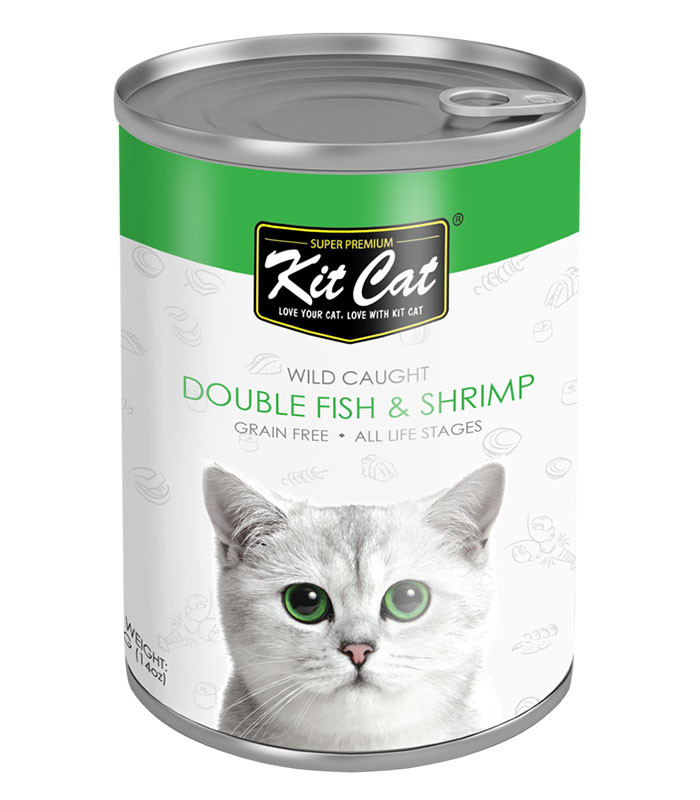 SUPER PREMIUM
Kit Cat ®
LOVE YOUR CAT, LOVE WITH KIT CAT
WILD CAUGHT
DOUBLE FISH & SHRIMP
GRAIN FREE • ALL LIFE STAGES
WEIGHT:
G (14oz)